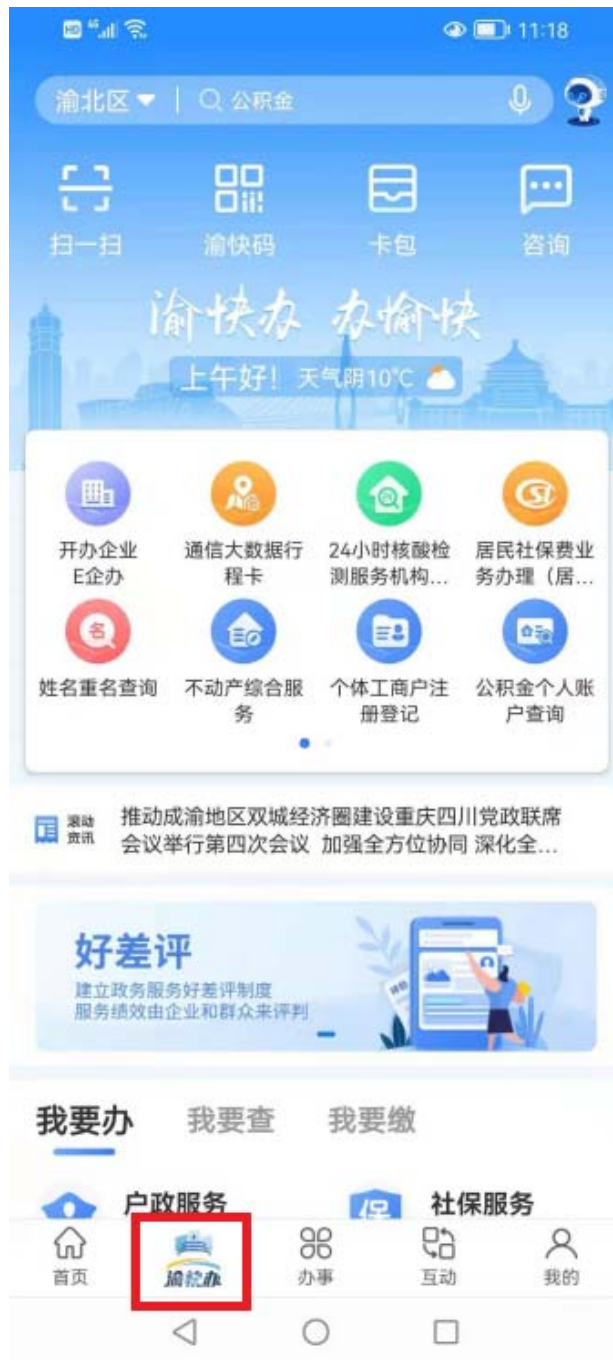 HD 4G 11:18
渝北区 公积金
扫一扫 渝快码 卡包 咨询
渝快办 办愉快
上午好！ 天气阴10℃
开办企业 通信大数据行 24小时核酸检 居民社保费业
E企办 程卡 测服务机构... 务办理（居...
名
姓名重名查询 不动产综合服 个体工商户注 公积金个人账
务 册登记 户查询
滚动 推动成渝地区双城经济圈建设重庆四川党政联席
资讯 会议举行第四次会议 加强全方位协同 深化全...
好差评
建立政务服务好差评制度
服务绩效由企业和群众来评判
我要办 我要查 我要缴
户政服务 保 社保服务
首页 渝快办 办事 互动 我的